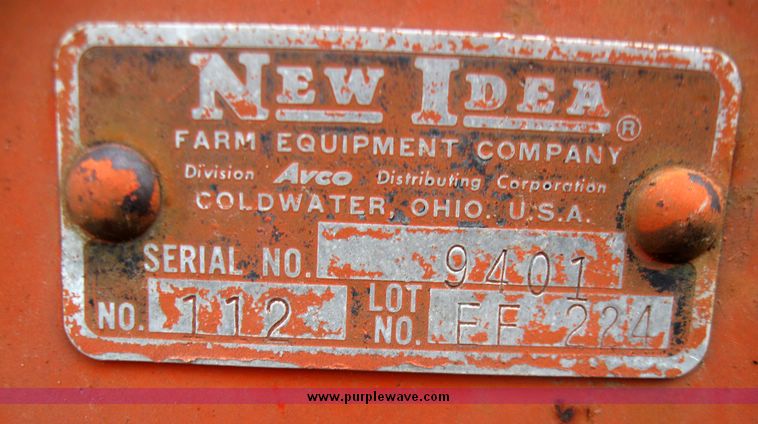 NEW IDEA®
FARM EQUIPMENT COMPANY
Division Avco Distributing Corporation
COLDWATER, OHIO. U.S.A.
SERIAL NO. 9401
NO. 112 LOT NO. FF 224
www.purplewave.com